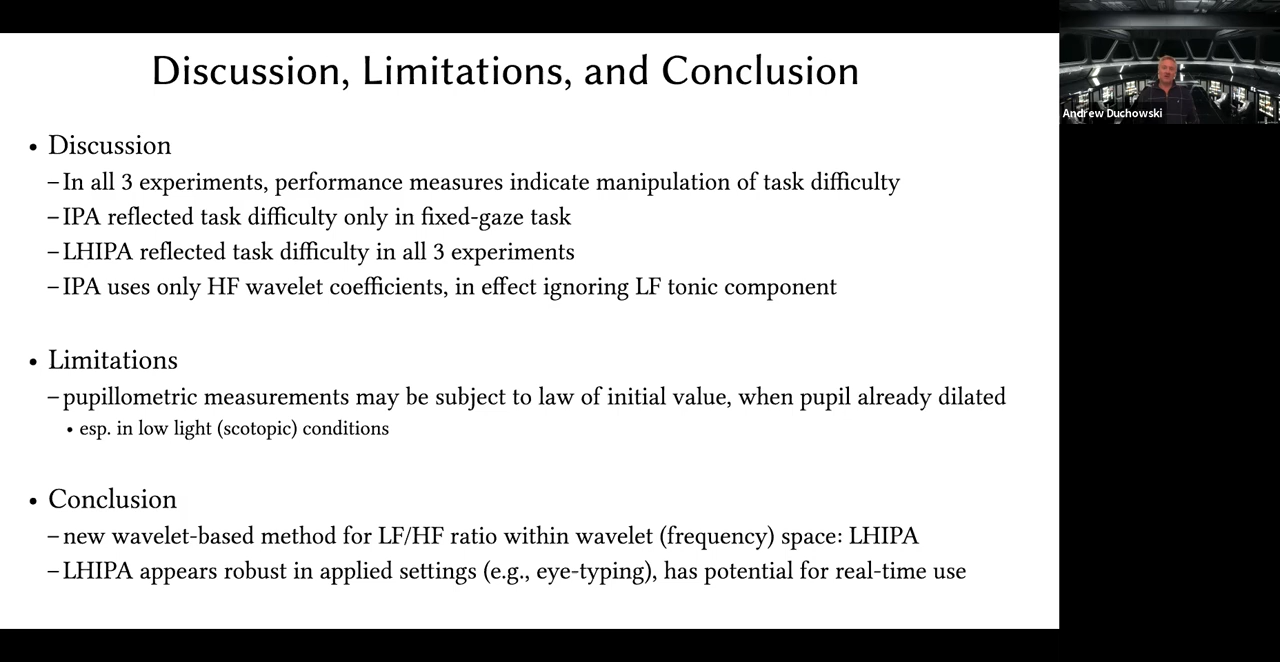 Discussion, Limitations, and Conclusion
• Discussion
–In all 3 experiments, performance measures indicate manipulation of task difficulty
–IPA reflected task difficulty only in fixed-gaze task
–LHIPA reflected task difficulty in all 3 experiments
–IPA uses only HF wavelet coefficients, in effect ignoring LF tonic component
• Limitations
–pupillometric measurements may be subject to law of initial value, when pupil already dilated
• esp. in low light (scotopic) conditions
• Conclusion
–new wavelet-based method for LF/HF ratio within wavelet (frequency) space: LHIPA
–LHIPA appears robust in applied settings (e.g., eye-typing), has potential for real-time use
Andrew Duchowski